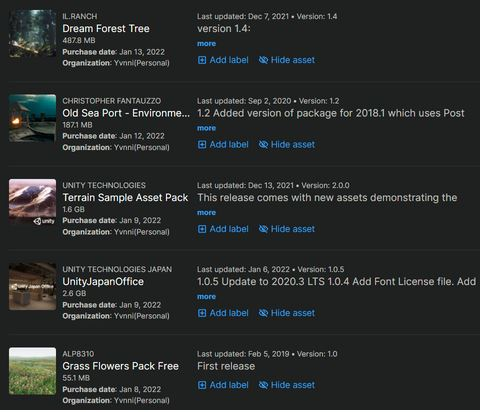 IL.RANCH
Dream Forest Tree
487.8 MB
Purchase date: Jan 13, 2022
Organization: Yvnni(Personal)
Last updated: Dec 7, 2021 • Version: 1.4
version 1.4:
more
Add label Hide asset
CHRISTOPHER FANTAUZZO
Old Sea Port - Environme...
187.1 MB
Purchase date: Jan 12, 2022
Organization: Yvnni(Personal)
Last updated: Sep 2, 2020 • Version: 1.2
1.2 Added version of package for 2018.1 which uses Post
more
Add label Hide asset
unity
UNITY TECHNOLOGIES
Terrain Sample Asset Pack
1.6 GB
Purchase date: Jan 9, 2022
Organization: Yvnni(Personal)
Last updated: Dec 13, 2021 • Version: 2.0.0
This release comes with new assets demonstrating the
more
Add label Hide asset
Unity Japan Office
UNITY TECHNOLOGIES JAPAN
UnityJapanOffice
2.6 GB
Purchase date: Jan 9, 2022
Organization: Yvnni(Personal)
Last updated: Jan 6, 2022 • Version: 1.0.5
1.0.5 Update to 2020.3 LTS 1.0.4 Add Font License file. Add
more
Add label Hide asset
ALP8310
Grass Flowers Pack Free
55.1 MB
Purchase date: Jan 8, 2022
Organization: Yvnni(Personal)
Last updated: Feb 5, 2019 • Version: 1.0
First release
Add label Hide asset